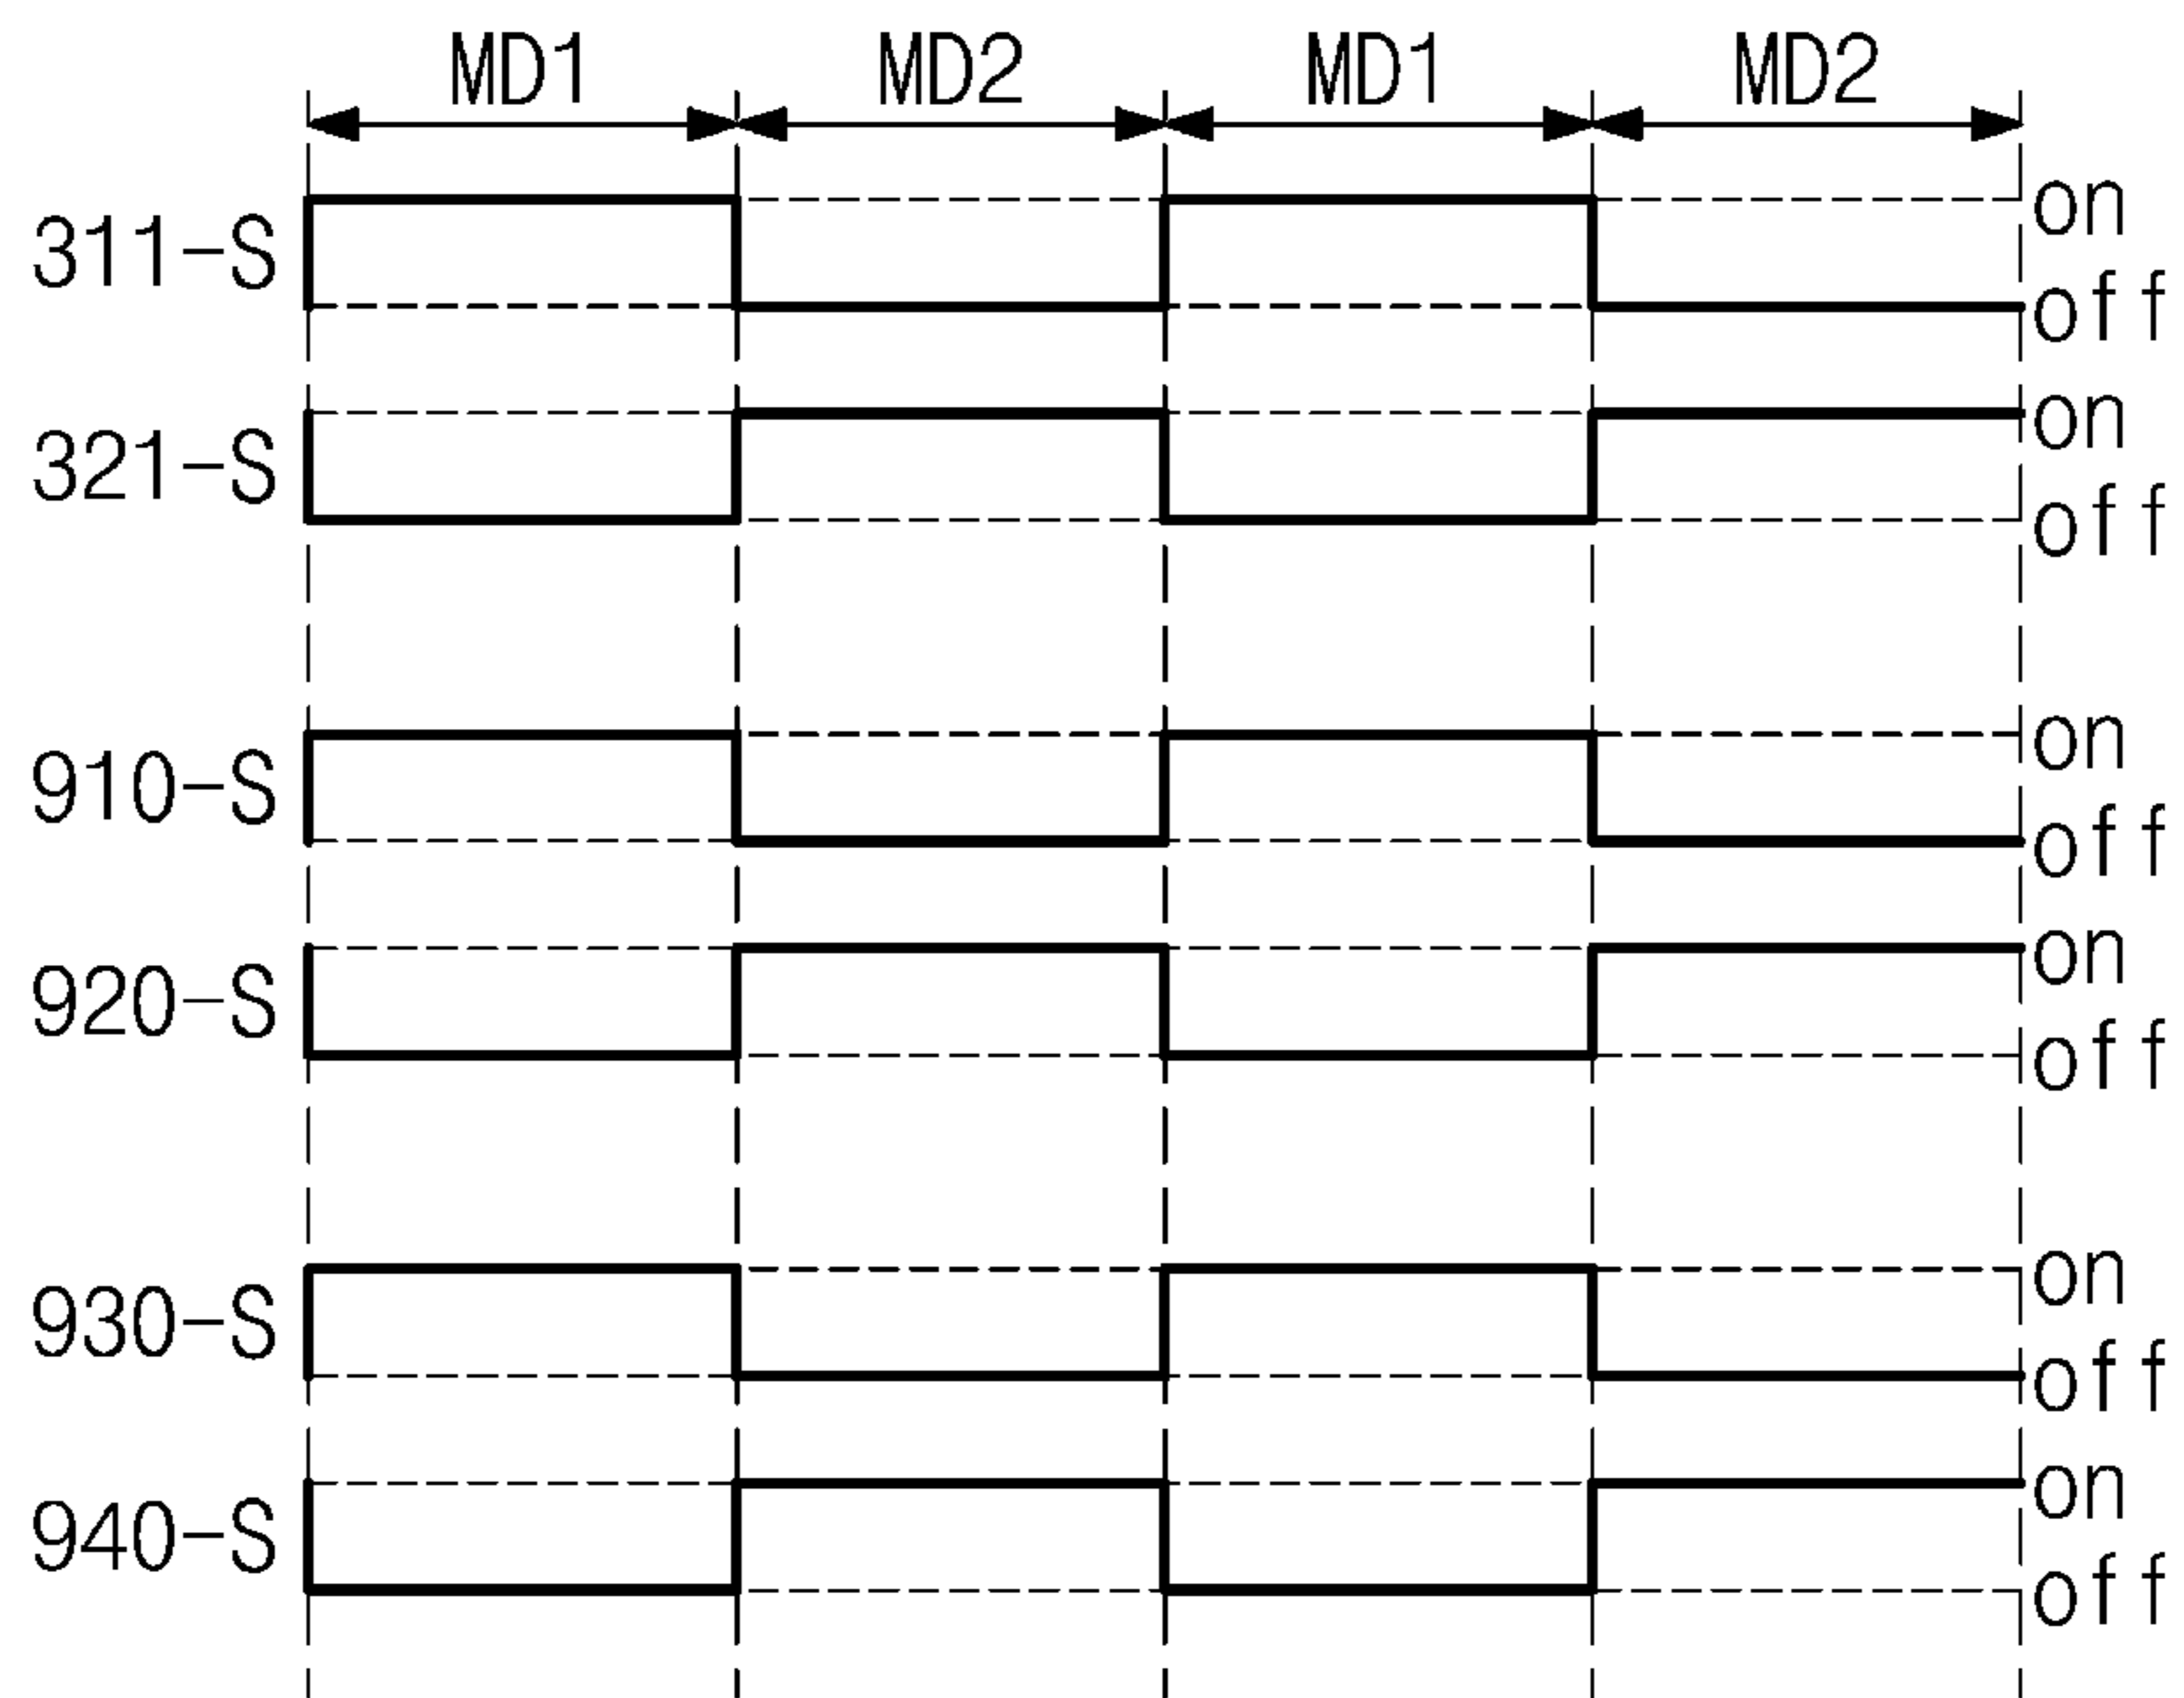 MD1 MD2 MD1 MD2
on
311-S
off
on
321-S
off
on
910-S
off
on
920-S
off
on
930-S
off
on
940-S
off